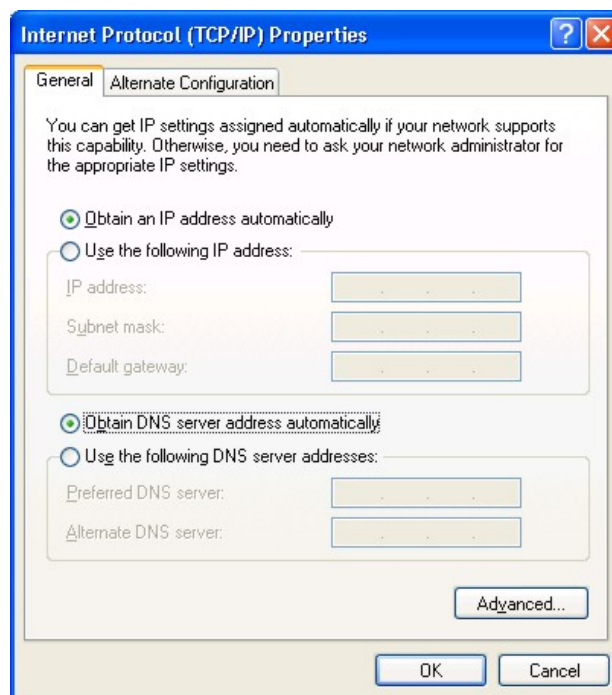 Internet Protocol (TCP/IP) Properties
General
Alternate Configuration
You can get IP settings assigned automatically if your network supports
this capability. Otherwise, you need to ask your network administrator for
the appropriate IP settings.
Obtain an IP address automatically
Use the following IP address:
IP address:
Subnet mask:
Default gateway:
Obtain DNS server address automatically
Use the following DNS server addresses:
Preferred DNS server:
Alternate DNS server:
Advanced...
OK
Cancel